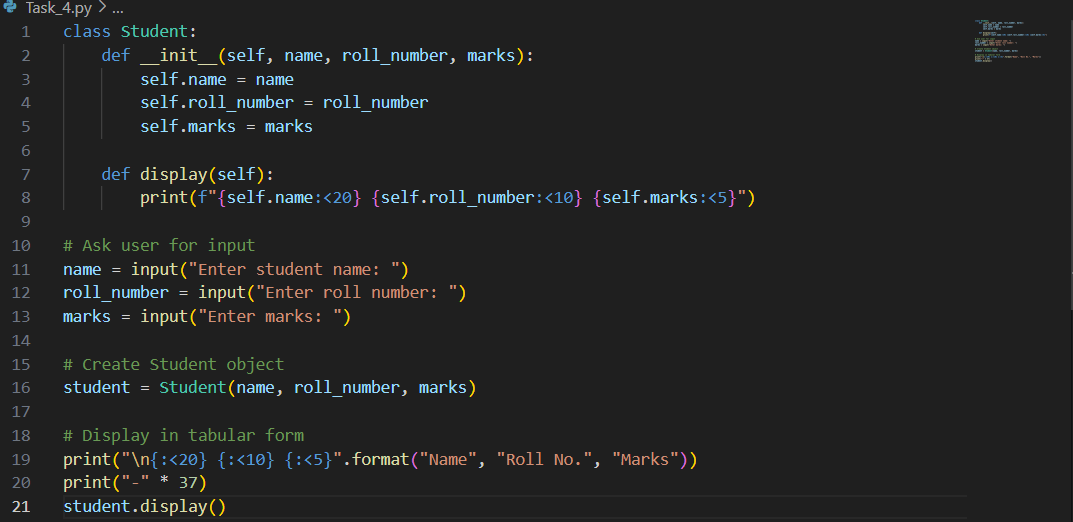 Task_4.py > ...
1 class Student:
2     def __init__(self, name, roll_number, marks):
3         self.name = name
4         self.roll_number = roll_number
5         self.marks = marks
6
7     def display(self):
8         print(f"{self.name:<20} {self.roll_number:<10} {self.marks:<5}")
9
10 # Ask user for input
11 name = input("Enter student name: ")
12 roll_number = input("Enter roll number: ")
13 marks = input("Enter marks: ")
14
15 # Create Student object
16 student = Student(name, roll_number, marks)
17
18 # Display in tabular form
19 print("\n{:<20} {:<10} {:<5}".format("Name", "Roll No.", "Marks"))
20 print("-" * 37)
21 student.display()